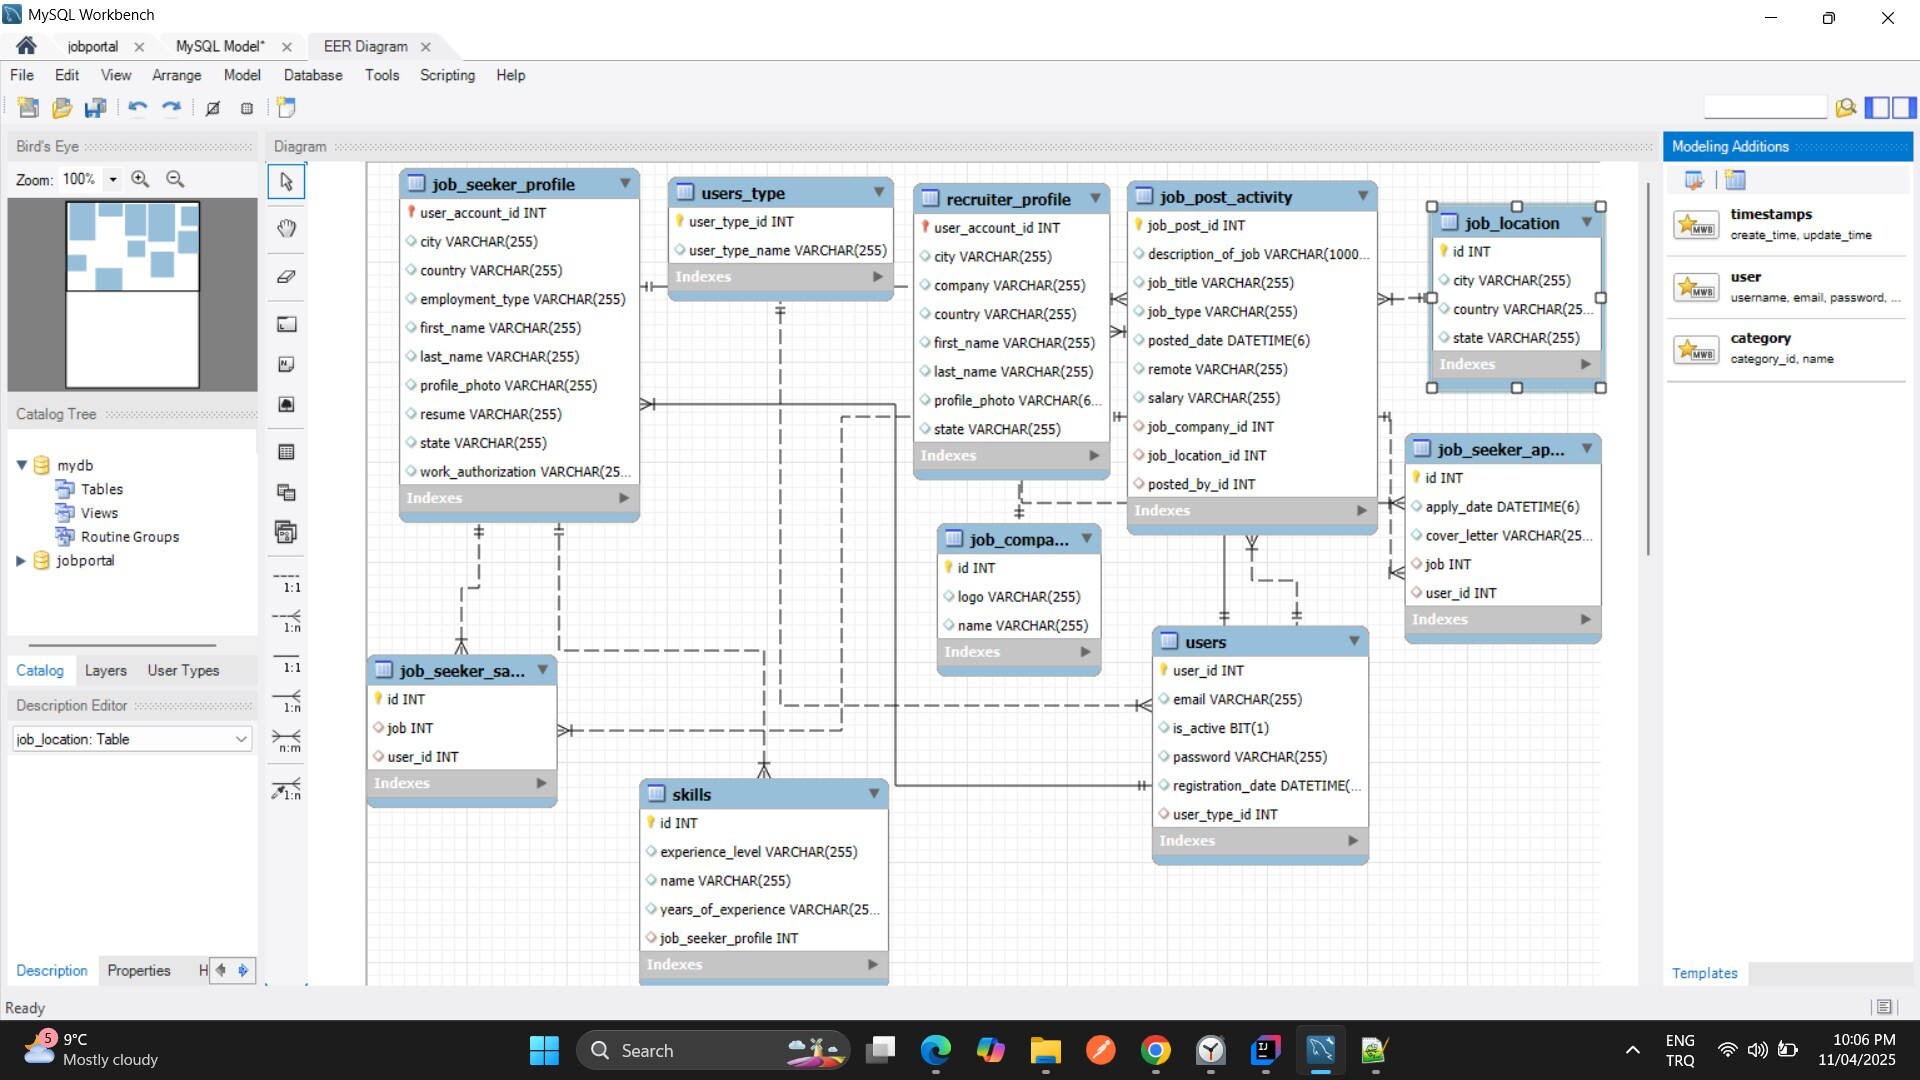 MySQL Workbench
jobportal
MySQL Model*
EER Diagram
File Edit View Arrange Model Database Tools Scripting Help
Bird's Eye
Zoom: 100%
Catalog Tree
mydb
Tables
Views
Routine Groups
jobportal
Catalog Layers User Types
Description Editor
job_location: Table
Description Properties H
Ready
Diagram
1:1
1:n
1:1
1:n
n:m
1:n
job_seeker_profile
user_account_id INT
city VARCHAR(255)
country VARCHAR(255)
employment_type VARCHAR(255)
first_name VARCHAR(255)
last_name VARCHAR(255)
profile_photo VARCHAR(255)
resume VARCHAR(255)
state VARCHAR(255)
work_authorization VARCHAR(25...
Indexes
users_type
user_type_id INT
user_type_name VARCHAR(255)
Indexes
recruiter_profile
user_account_id INT
city VARCHAR(255)
company VARCHAR(255)
country VARCHAR(255)
first_name VARCHAR(255)
last_name VARCHAR(255)
profile_photo VARCHAR(6...
state VARCHAR(255)
Indexes
job_post_activity
job_post_id INT
description_of_job VARCHAR(1000...
job_title VARCHAR(255)
job_type VARCHAR(255)
posted_date DATETIME(6)
remote VARCHAR(255)
salary VARCHAR(255)
job_company_id INT
job_location_id INT
posted_by_id INT
Indexes
job_location
id INT
city VARCHAR(255)
country VARCHAR(25...
state VARCHAR(255)
Indexes
job_seeker_ap...
id INT
apply_date DATETIME(6)
cover_letter VARCHAR(25...
job INT
user_id INT
Indexes
job_compa...
id INT
logo VARCHAR(255)
name VARCHAR(255)
Indexes
users
user_id INT
email VARCHAR(255)
is_active BIT(1)
password VARCHAR(255)
registration_date DATETIME(...
user_type_id INT
Indexes
job_seeker_sa...
id INT
job INT
user_id INT
Indexes
skills
id INT
experience_level VARCHAR(255)
name VARCHAR(255)
years_of_experience VARCHAR(25...
job_seeker_profile INT
Indexes
Modeling Additions
MWB
timestamps
create_time, update_time
MWB
user
username, email, password, ...
MWB
category
category_id, name
Templates
5
9°C
Mostly cloudy
Search
ENG
TRQ
10:06 PM
11/04/2025